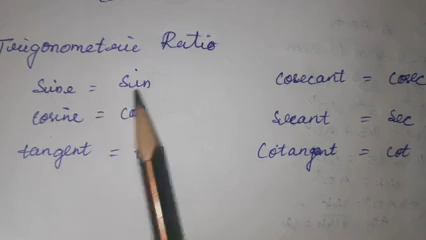 Trigonometric Ratio
Sine = Sin
cosecant = cosec
cosine = co
Secant = Sec
tangent =
Cotangent = cot